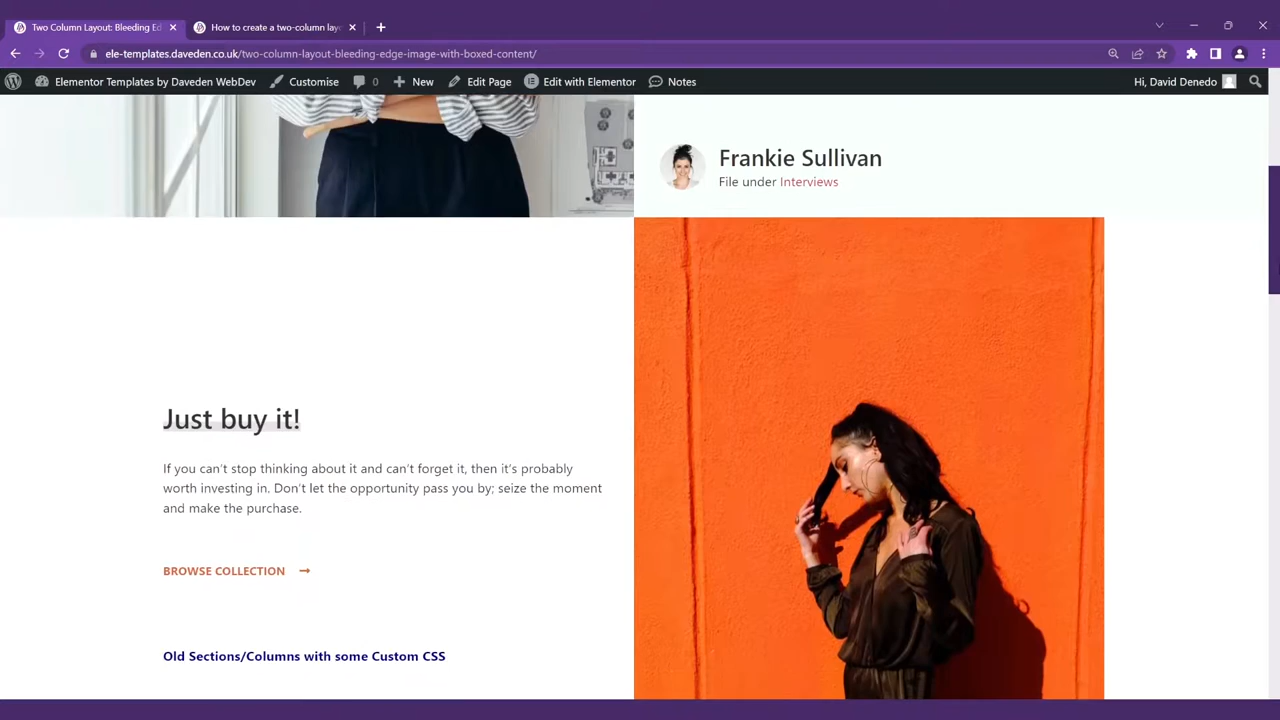 Two Column Layout: Bleeding Ed
How to create a two-column layo
ele-templates.daveden.co.uk/two-column-layout-bleeding-edge-image-with-boxed-content/
Elementor Templates by Daveden WebDev
Customise
0
New
Edit Page
Edit with Elementor
Notes
Hi, David Denedo
Frankie Sullivan
File under Interviews
Just buy it!
If you can't stop thinking about it and can't forget it, then it's probably
worth investing in. Don't let the opportunity pass you by; seize the moment
and make the purchase.
BROWSE COLLECTION
Old Sections/Columns with some Custom CSS